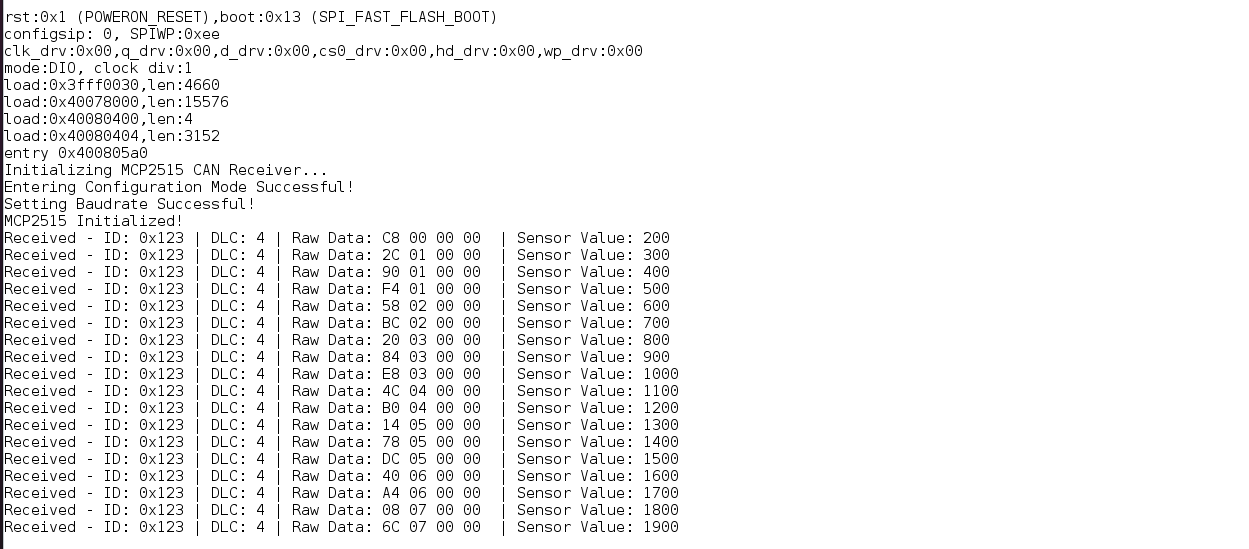 rst:0x1 (POWERON_RESET),boot:0x13 (SPI_FAST_FLASH_BOOT)
configsip: 0, SPIWP:0xee
clk_drv:0x00,q_drv:0x00,d_drv:0x00,cs0_drv:0x00,hd_drv:0x00,wp_drv:0x00
mode:DIO, clock div:1
load:0x3fff0030,len:4660
load:0x40078000,len:15576
load:0x40080400,len:4
load:0x40080404,len:3152
entry 0x400805a0
Initializing MCP2515 CAN Receiver...
Entering Configuration Mode Successful!
Setting Baudrate Successful!
MCP2515 Initialized!
Received - ID: 0x123 | DLC: 4 | Raw Data: C8 00 00 00  | Sensor Value: 200
Received - ID: 0x123 | DLC: 4 | Raw Data: 2C 01 00 00  | Sensor Value: 300
Received - ID: 0x123 | DLC: 4 | Raw Data: 90 01 00 00  | Sensor Value: 400
Received - ID: 0x123 | DLC: 4 | Raw Data: F4 01 00 00  | Sensor Value: 500
Received - ID: 0x123 | DLC: 4 | Raw Data: 58 02 00 00  | Sensor Value: 600
Received - ID: 0x123 | DLC: 4 | Raw Data: BC 02 00 00  | Sensor Value: 700
Received - ID: 0x123 | DLC: 4 | Raw Data: 20 03 00 00  | Sensor Value: 800
Received - ID: 0x123 | DLC: 4 | Raw Data: 84 03 00 00  | Sensor Value: 900
Received - ID: 0x123 | DLC: 4 | Raw Data: E8 03 00 00  | Sensor Value: 1000
Received - ID: 0x123 | DLC: 4 | Raw Data: 4C 04 00 00  | Sensor Value: 1100
Received - ID: 0x123 | DLC: 4 | Raw Data: B0 04 00 00  | Sensor Value: 1200
Received - ID: 0x123 | DLC: 4 | Raw Data: 14 05 00 00  | Sensor Value: 1300
Received - ID: 0x123 | DLC: 4 | Raw Data: 78 05 00 00  | Sensor Value: 1400
Received - ID: 0x123 | DLC: 4 | Raw Data: DC 05 00 00  | Sensor Value: 1500
Received - ID: 0x123 | DLC: 4 | Raw Data: 40 06 00 00  | Sensor Value: 1600
Received - ID: 0x123 | DLC: 4 | Raw Data: A4 06 00 00  | Sensor Value: 1700
Received - ID: 0x123 | DLC: 4 | Raw Data: 08 07 00 00  | Sensor Value: 1800
Received - ID: 0x123 | DLC: 4 | Raw Data: 6C 07 00 00  | Sensor Value: 1900